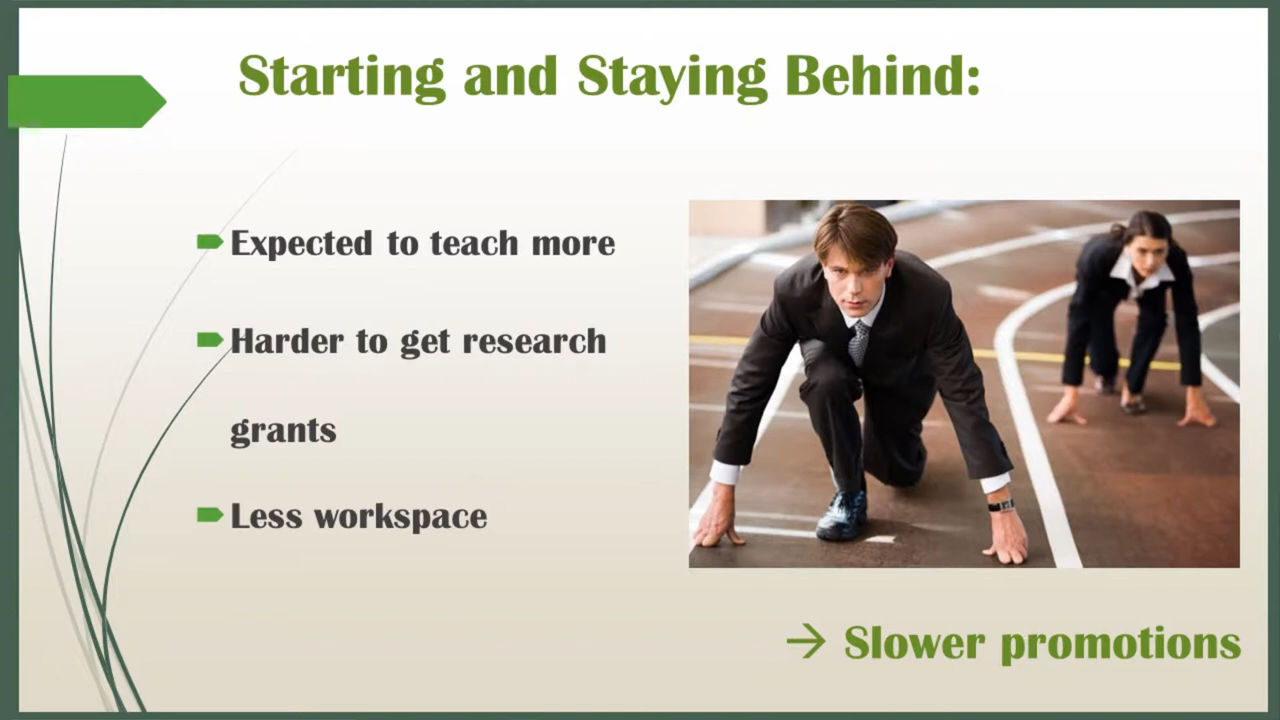 Starting and Staying Behind:
Expected to teach more
Harder to get research
grants
Less workspace
→ Slower promotions